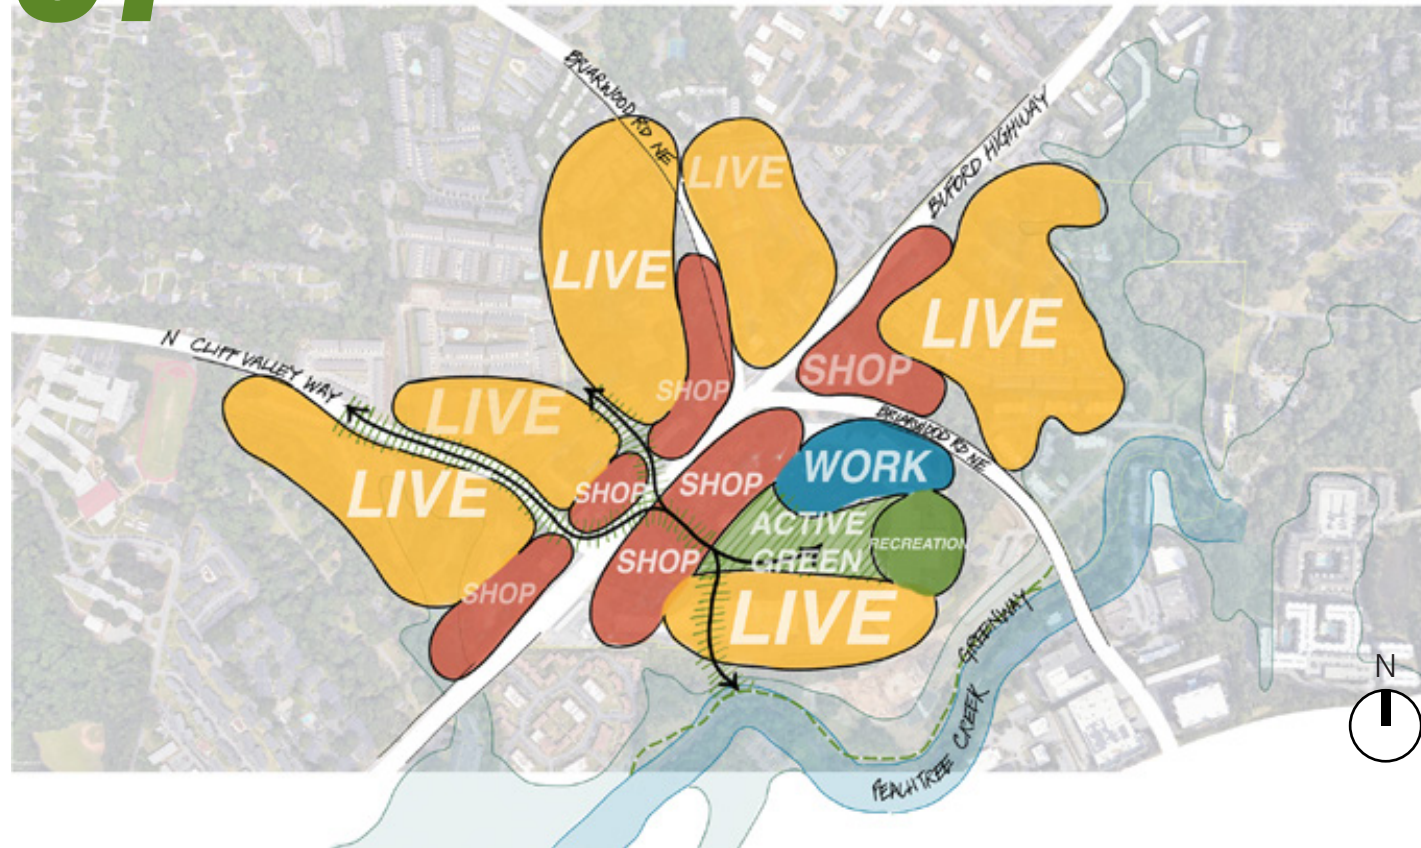 BRIARWOOD RD NE
LIVE
BUFORD HIGHWAY
LIVE
LIVE
N CLIFF VALLEY WAY
SHOP
SHOP
LIVE
BRIARWOOD RD NE
WORK
SHOP
SHOP
LIVE
ACTIVE
GREEN
RECREATION
SHOP
SHOP
LIVE
GREENWAY
PEACHTREE CREEK
N